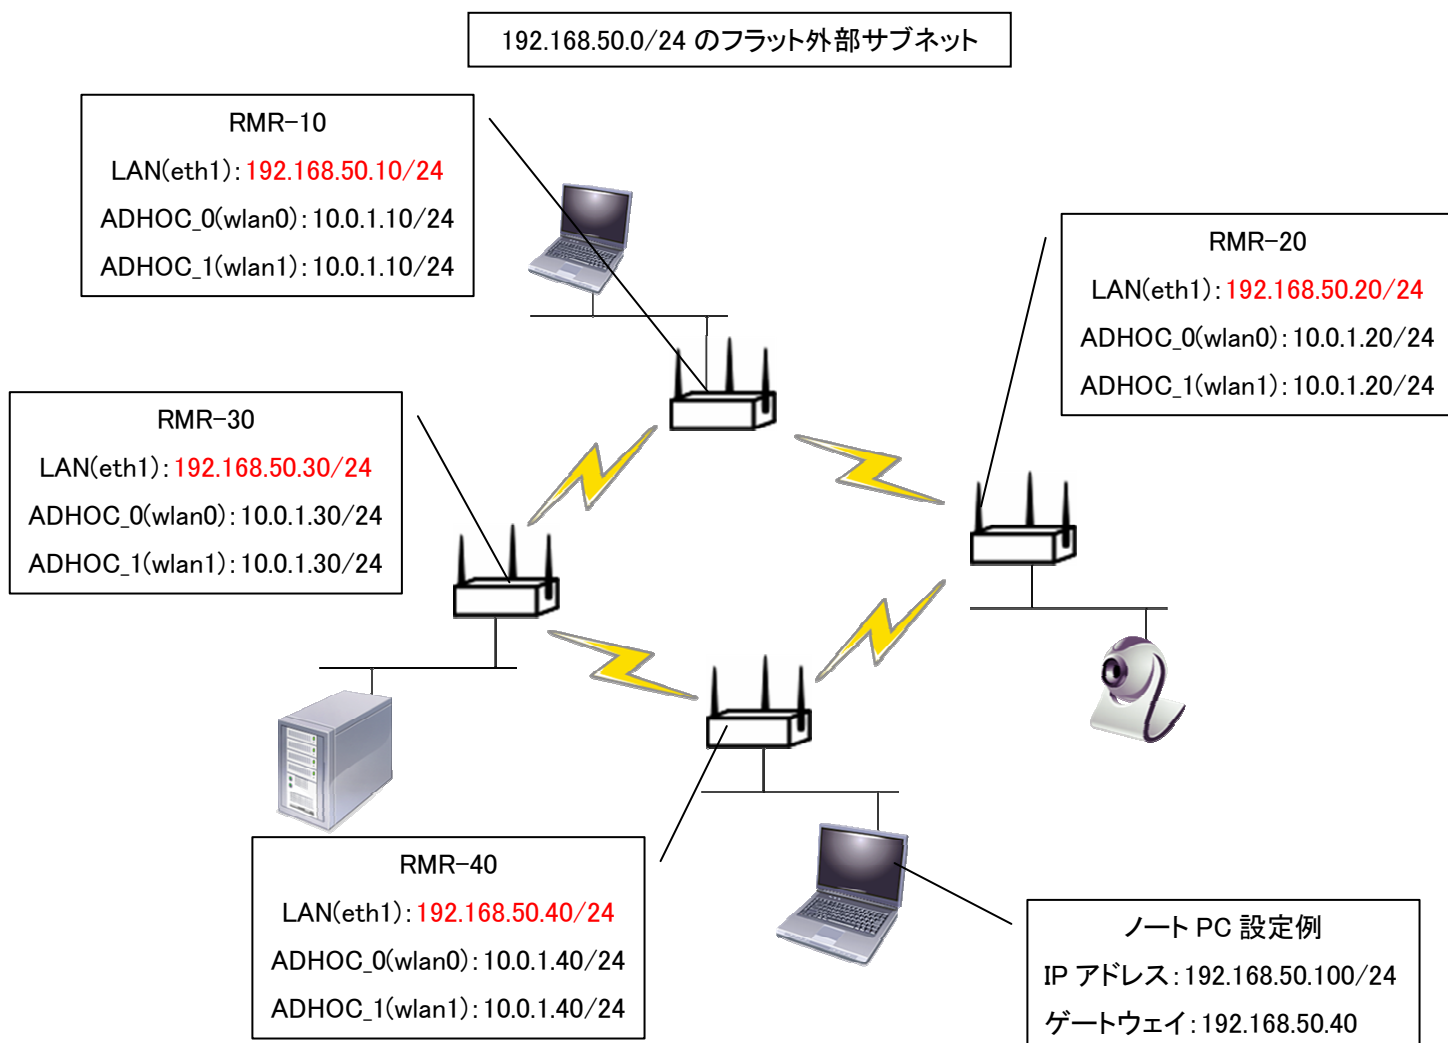 192.168.50.0/24 のフラット外部サブネット
RMR-10
LAN(eth1):192.168.50.10/24
ADHOC_0(wlan0):10.0.1.10/24
ADHOC_1(wlan1):10.0.1.10/24
RMR-20
LAN(eth1):192.168.50.20/24
ADHOC_0(wlan0):10.0.1.20/24
ADHOC_1(wlan1):10.0.1.20/24
RMR-30
LAN(eth1):192.168.50.30/24
ADHOC_0(wlan0):10.0.1.30/24
ADHOC_1(wlan1):10.0.1.30/24
RMR-40
LAN(eth1):192.168.50.40/24
ADHOC_0(wlan0):10.0.1.40/24
ADHOC_1(wlan1):10.0.1.40/24
ノート PC 設定例
IP アドレス:192.168.50.100/24
ゲートウェイ:192.168.50.40